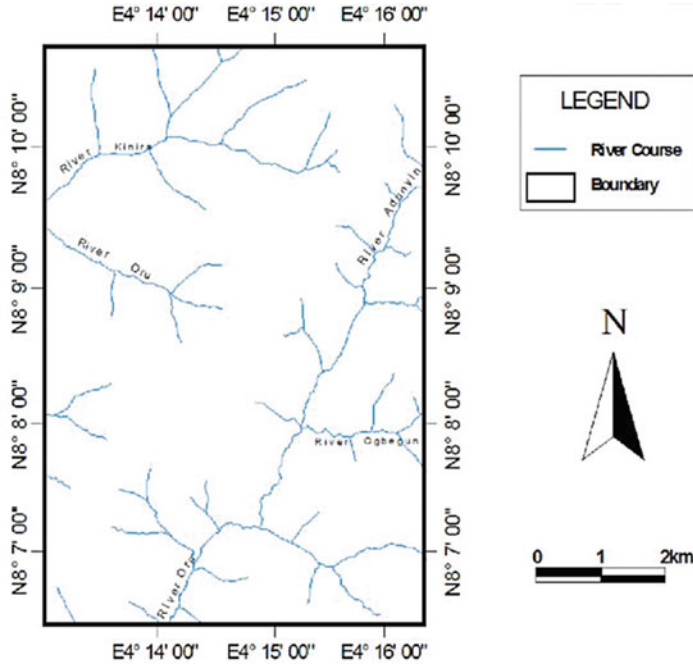 E4° 14' 00" E4° 15' 00" E4° 16' 00"
N8° 10' 00" N8° 10' 00"
N8° 9' 00" N8° 9' 00"
N8° 8' 00" N8° 8' 00"
N8° 7' 00" N8° 7' 00"
River Kinira
River Adonyin
River Oru
River Ogbegun
River Oru
E4° 14' 00" E4° 15' 00" E4° 16' 00"
LEGEND
River Course
Boundary
N
0 1 2km